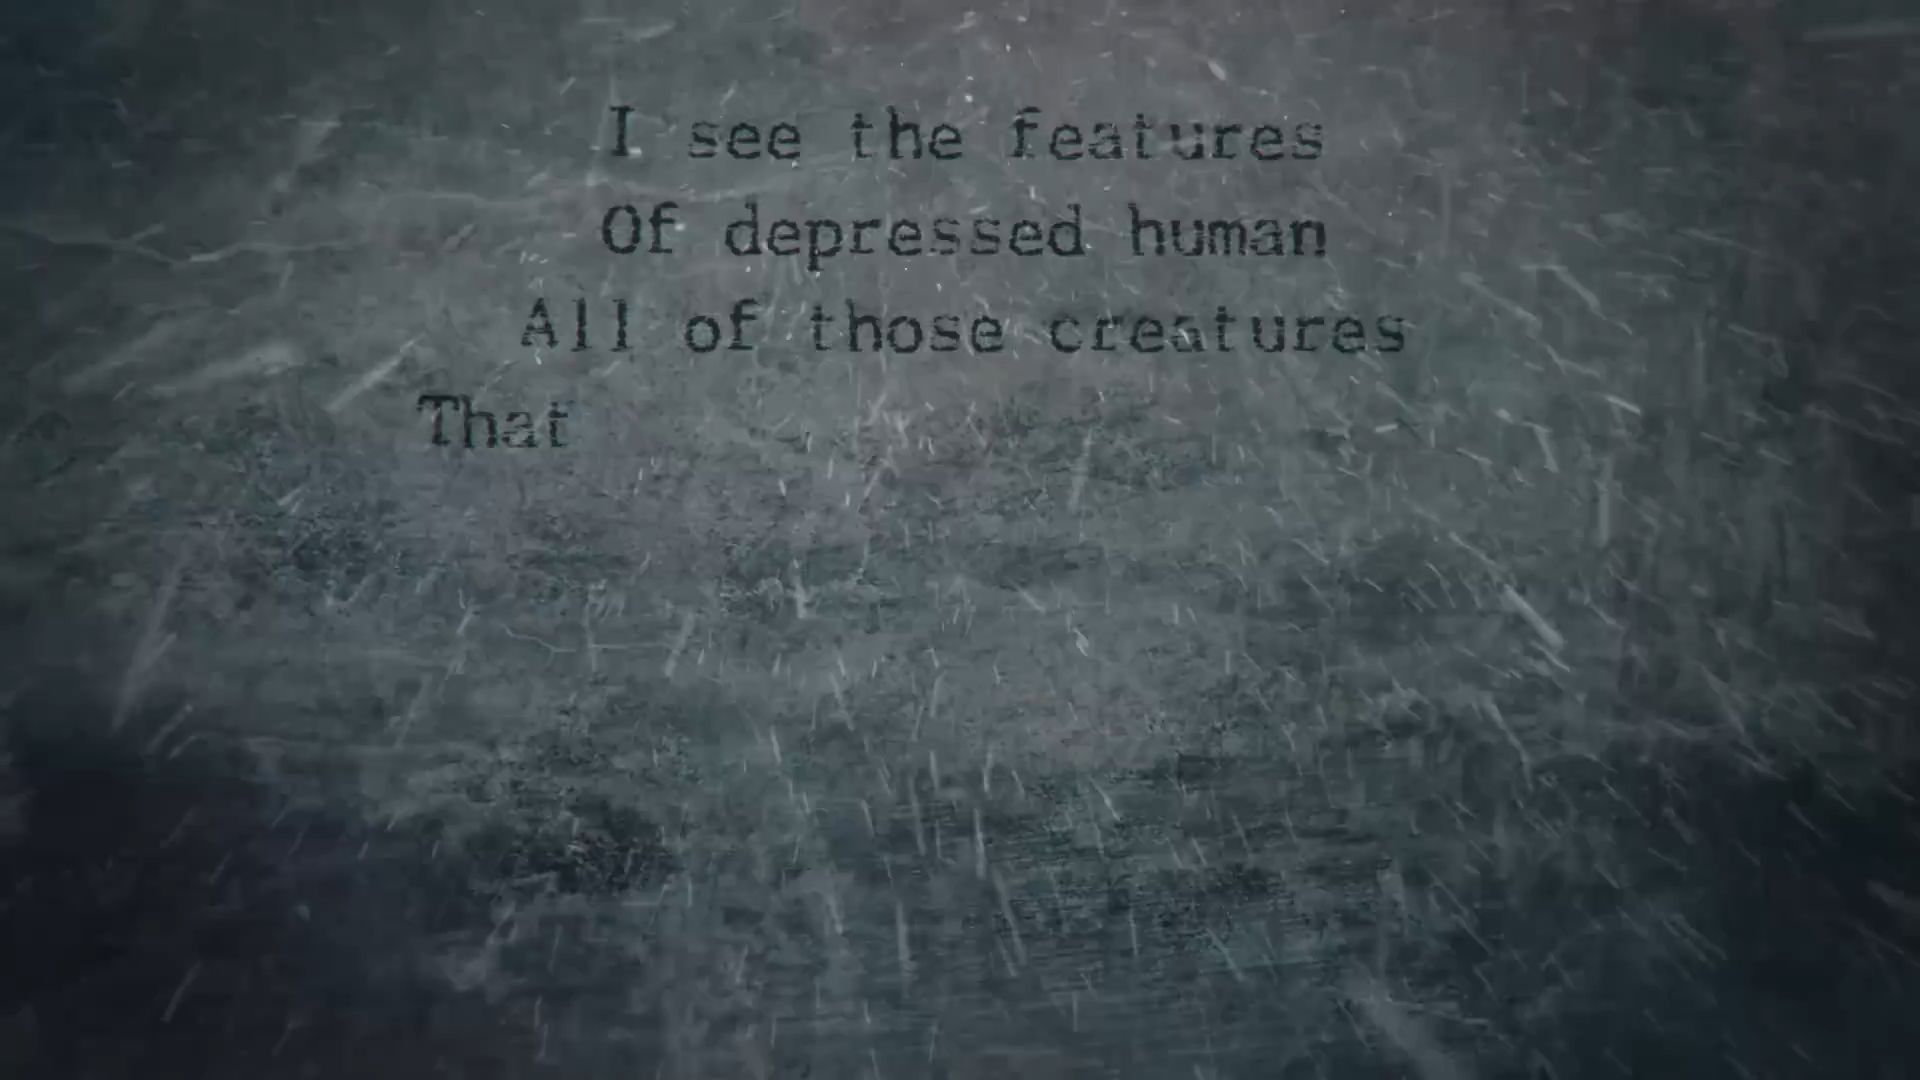 I see the features
Of depressed human
All of those creatures
That